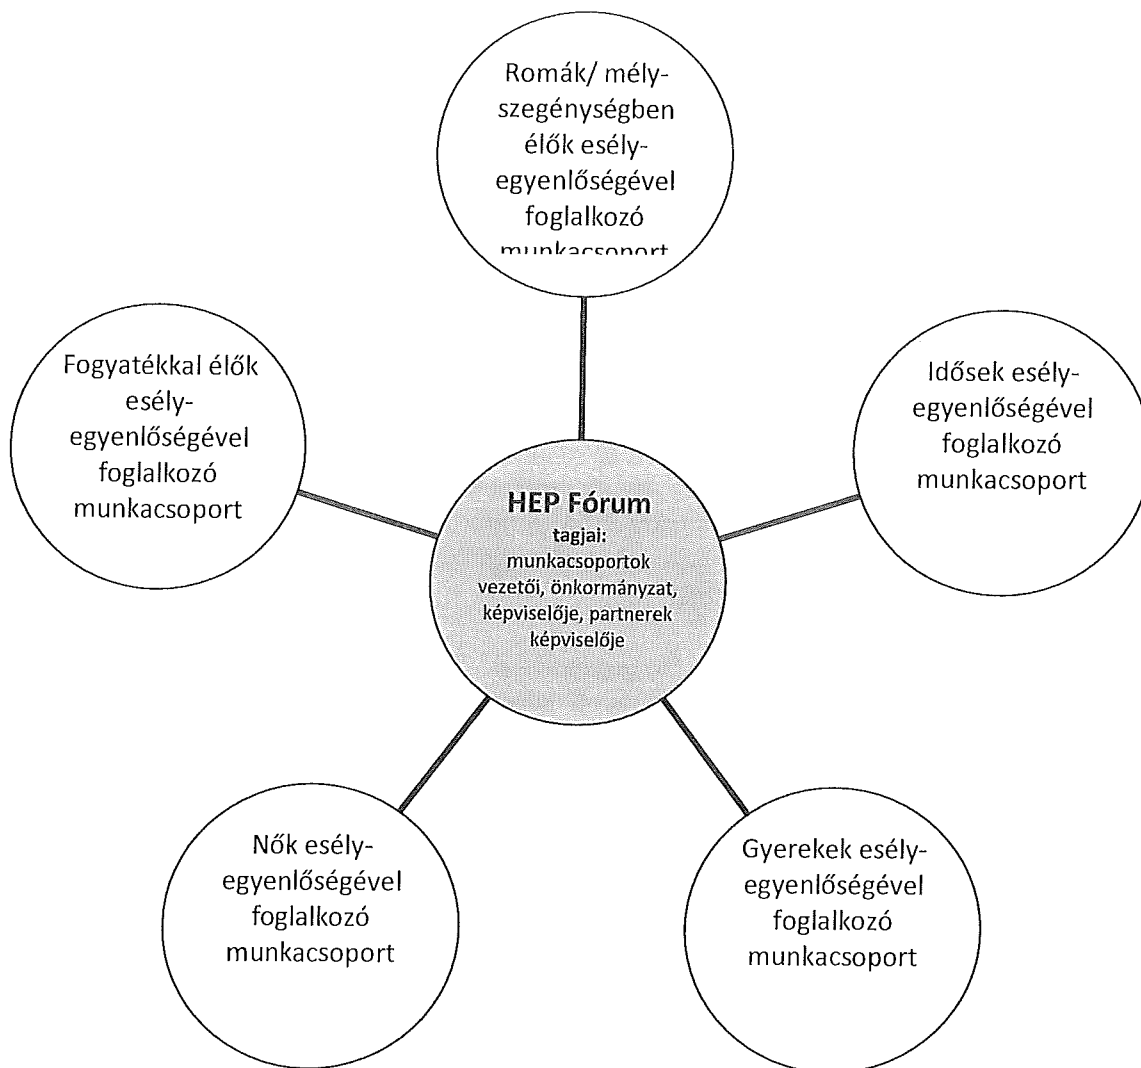 Romák/ mély-
szegénységben
élők esély-
egyenlőségével
foglalkozó
munkacsoport
Fogyatékkal élők
esély-
egyenlőségével
foglalkozó
munkacsoport
Idősek esély-
egyenlőségével
foglalkozó
munkacsoport
HEP Fórum
tagjai:
munkacsoportok
vezetői, önkormányzat,
képviselője, partnerek
képviselője
Nők esély-
egyenlőségével
foglalkozó
munkacsoport
Gyerekek esély-
egyenlőségével
foglalkozó
munkacsoport